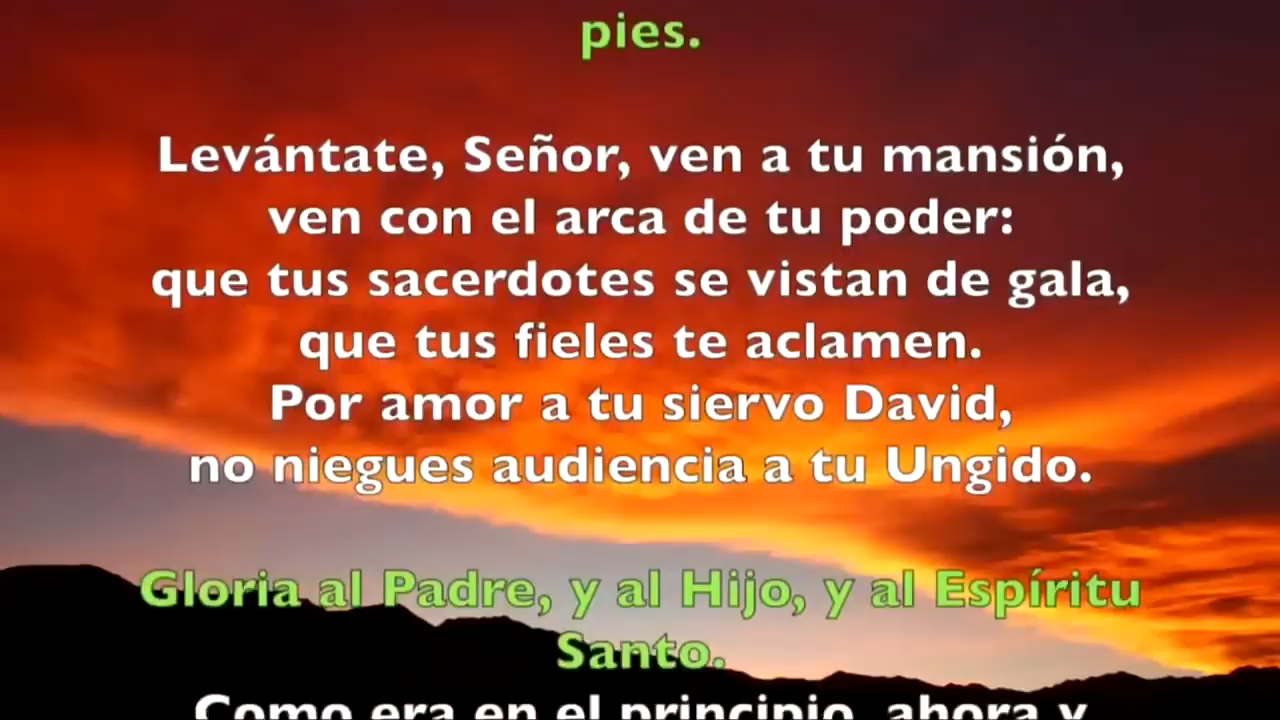 pies.
Levántate, Señor, ven a tu mansión,
ven con el arca de tu poder:
que tus sacerdotes se vistan de gala,
que tus fieles te aclamen.
Por amor a tu siervo David,
no niegues audiencia a tu Ungido.
Gloria al Padre, y al Hijo, y al Espíritu
Santo.
Como era en el principio, ahora y